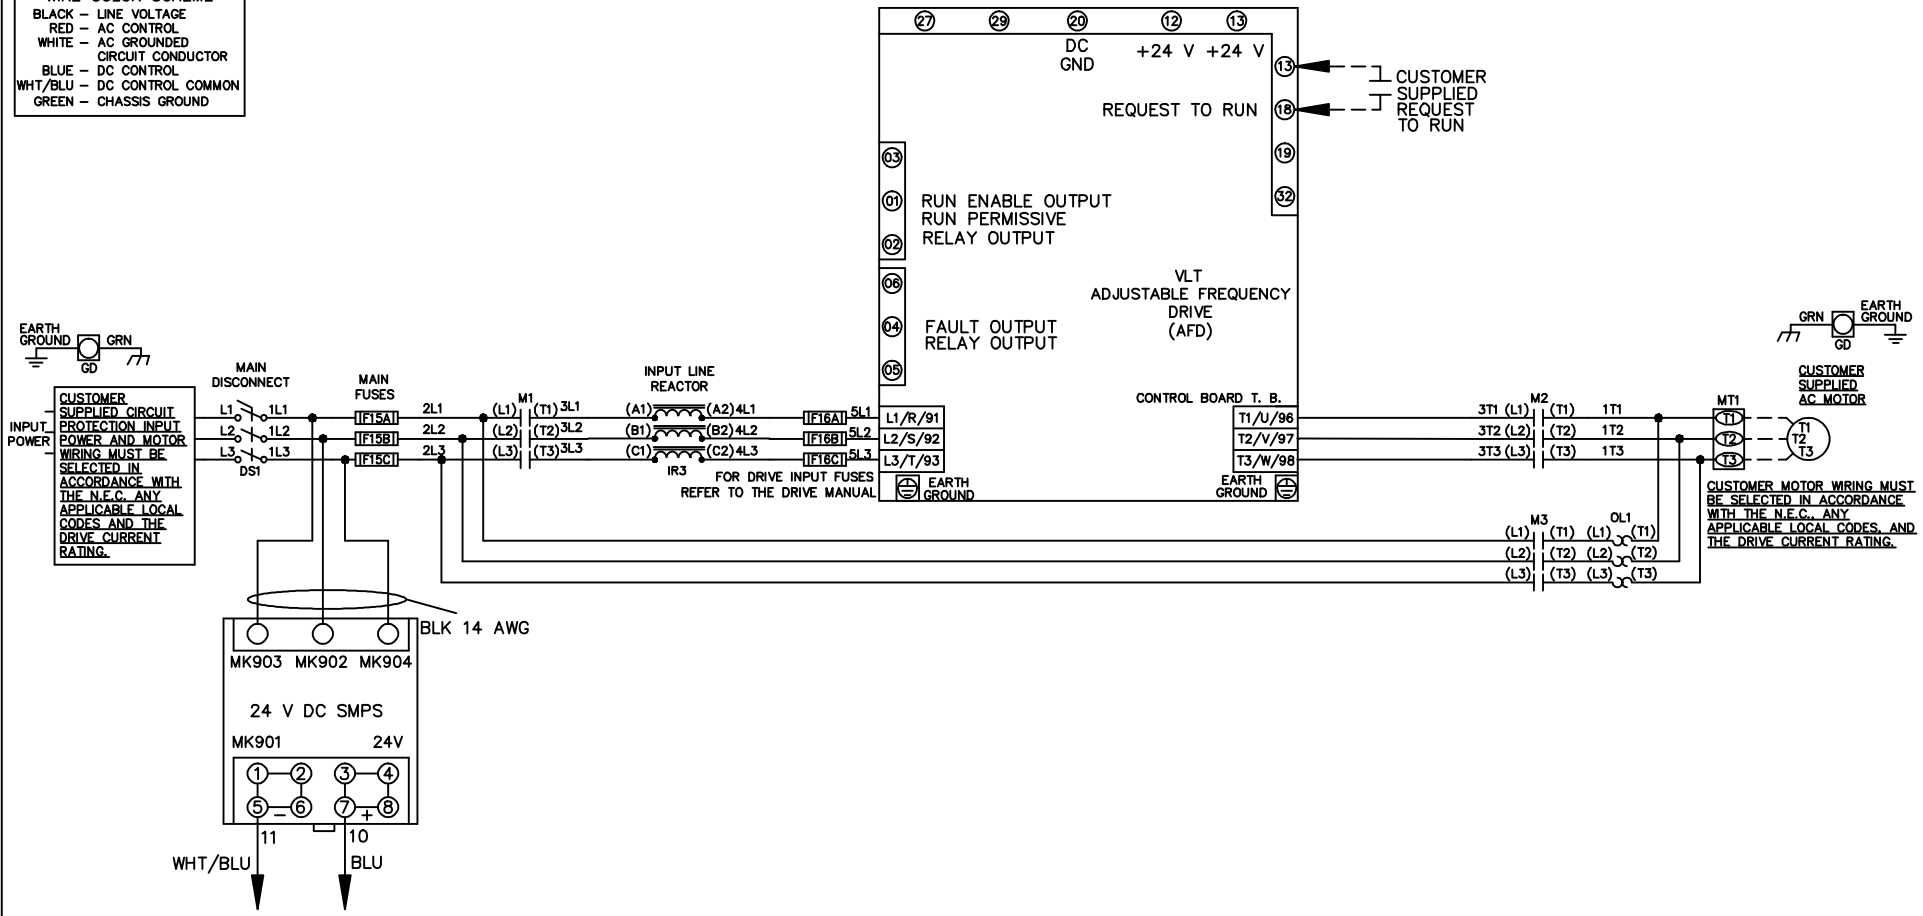 BLACK – LINE VOLTAGE
RED – AC CONTROL
WHITE – AC GROUNDED
CIRCUIT CONDUCTOR
BLUE – DC CONTROL
WHT/BLU – DC CONTROL COMMON
GREEN – CHASSIS GROUND
27 29 20 12 13
DC
GND
+24 V +24 V
13
REQUEST TO RUN 18
19
32
CUSTOMER
SUPPLIED
REQUEST
TO RUN
03
01
02
RUN ENABLE OUTPUT
RUN PERMISSIVE
RELAY OUTPUT
06
04
05
FAULT OUTPUT
RELAY OUTPUT
VLT
ADJUSTABLE FREQUENCY
DRIVE
(AFD)
CONTROL BOARD T. B.
EARTH
GROUND
GRN
GD
INPUT
POWER
CUSTOMER
SUPPLIED CIRCUIT
PROTECTION INPUT
POWER AND MOTOR
WIRING MUST BE
SELECTED IN
ACCORDANCE WITH
THE N.E.C. ANY
APPLICABLE LOCAL
CODES AND THE
DRIVE CURRENT
RATING.
MAIN
DISCONNECT
L1 1L1
L2 1L2
L3 1L3
DS1
MAIN
FUSES
F15A
F15B
F15C
2L1
2L2
2L3
M1
(L1) (T1) 3L1
(L2) (T2) 3L2
(L3) (T3) 3L3
INPUT LINE
REACTOR
(A1) (A2) 4L1
(B1) (B2) 4L2
(C1) (C2) 4L3
IR3
F16A 5L1
F16B 5L2
F16C 5L3
FOR DRIVE INPUT FUSES
REFER TO THE DRIVE MANUAL
L1/R/91
L2/S/92
L3/T/93
EARTH
GROUND
T1/U/96
T2/V/97
T3/W/98
EARTH
GROUND
M2
3T1 (L1) (T1) 1T1
3T2 (L2) (T2) 1T2
3T3 (L3) (T3) 1T3
MT1
T1
T2
T3
T1
T2
T3
GRN
EARTH
GROUND
GD
CUSTOMER
SUPPLIED
AC MOTOR
CUSTOMER MOTOR WIRING MUST
BE SELECTED IN ACCORDANCE
WITH THE N.E.C., ANY
APPLICABLE LOCAL CODES, AND
THE DRIVE CURRENT RATING.
M3 OL1
(L1) (T1) (L1) (T1)
(L2) (T2) (L2) (T2)
(L3) (T3) (L3) (T3)
BLK 14 AWG
MK903 MK902 MK904
24 V DC SMPS
MK901 24V
1 2 3 4
5 – 6 7 + 8
11 10
WHT/BLU BLU